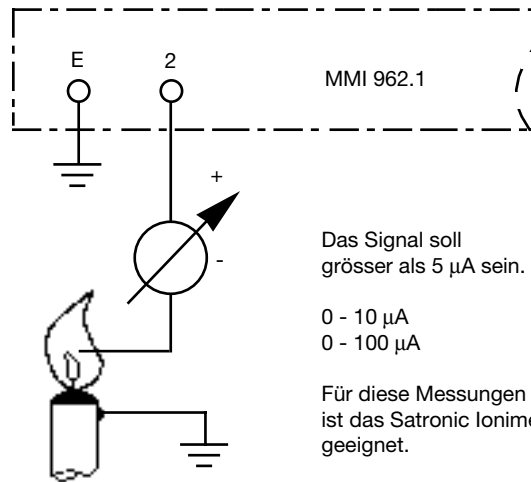 E
2
MMI 962.1
+
-
Das Signal soll
grösser als 5 µA sein.
0 - 10 µA
0 - 100 µA
Für diese Messungen
ist das Satronic Ionime
geeignet.